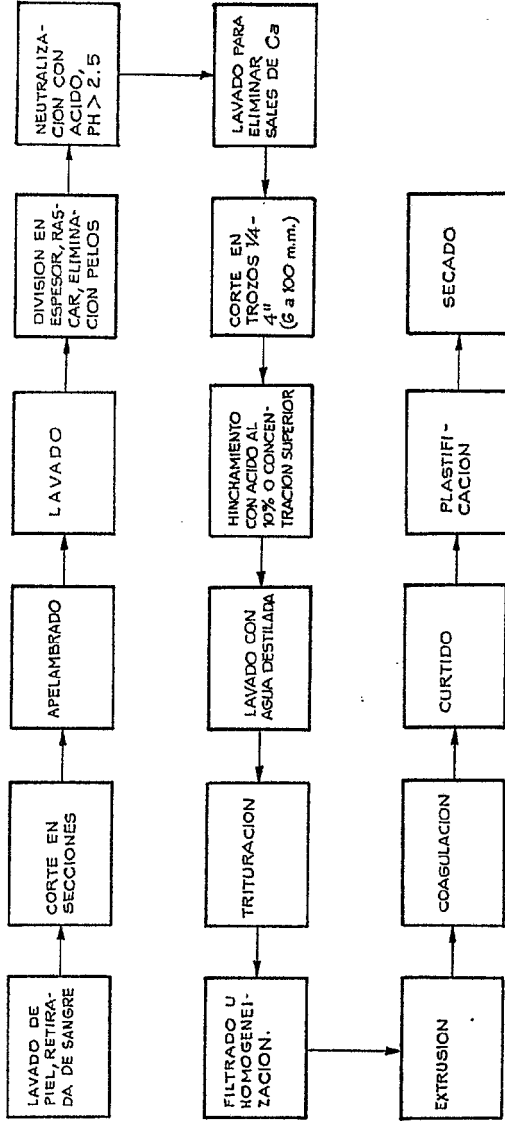 LAVADO DE
PIEL, RETIRA-
DA DE SANGRE
CORTE EN
SECCIONES
APELAMBRADO
LAVADO
DIVISION EN
ESPESOR, RAS-
CAR, ELIMINA-
CION PELOS
NEUTRALIZA-
CION CON
ACIDO,
PH > 2.5
LAVADO PARA
ELIMINAR
SALES DE Ca
CORTE EN
TROZOS 1/4-
4"
(6 a 100 m.m.)
HINCHAMIENTO
CON ACIDO AL
10% O CONCEN-
TRACION SUPERIOR
LAVADO CON
AGUA DESTILADA
TRITURACION
FILTRADO U
HOMOGENEI-
ZACION.
EXTRUSION
COAGULACION
CURTIDO
PLASTIFI-
CACION
SECADO